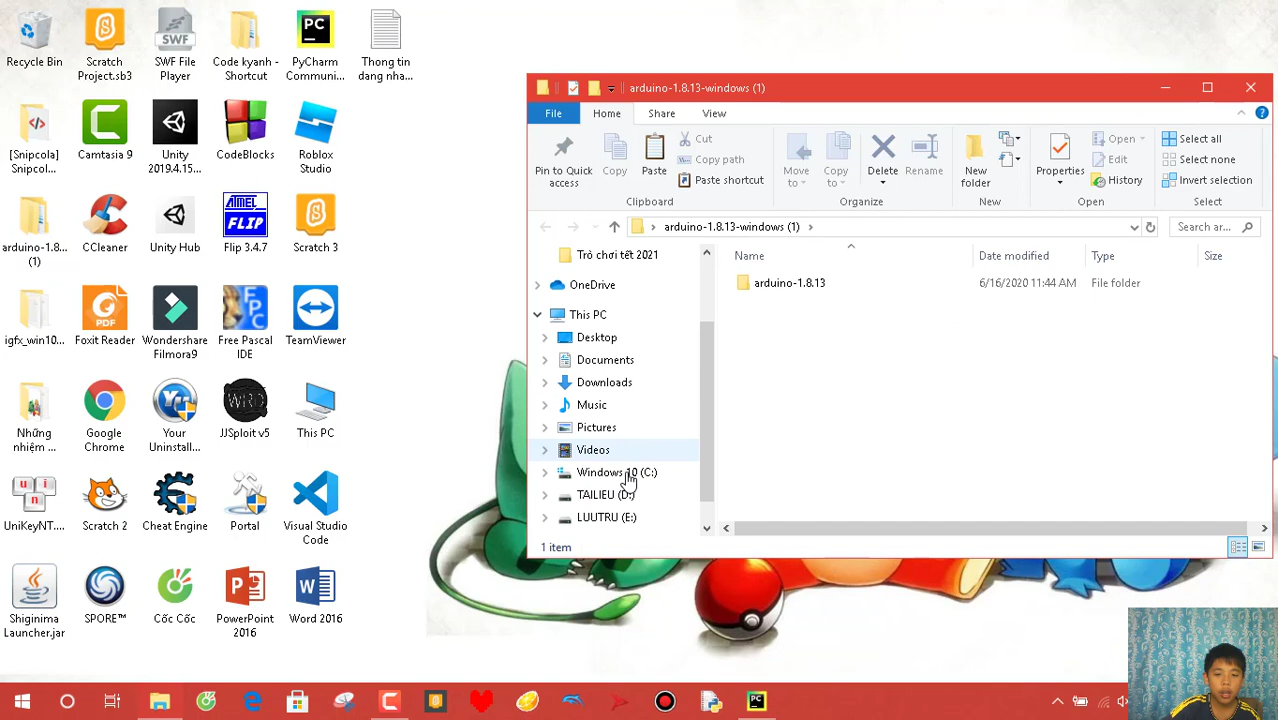 Recycle Bin
Scratch Project.sb3
SWF
SWF File Player
Code kyanh - Shortcut
PC
PyCharm Communi...
Thong tin dang nha...
[Snipcola] Snipcol...
Camtasia 9
Unity 2019.4.15...
CodeBlocks
Roblox Studio
arduino-1.8... (1)
CCleaner
Unity Hub
ATMEL FLIP
Flip 3.4.7
Scratch 3
igfx_win10...
PDF
Foxit Reader
Wondershare Filmora9
FPC
Free Pascal IDE
TeamViewer
Những nhiệm ...
Google Chrome
Your Uninstall...
WRD
JJSploit v5
This PC
u i n
UniKeyNT....
Scratch 2
Cheat Engine
Portal
Visual Studio Code
Shiginima Launcher.jar
SPORE™
Cốc Cốc
PowerPoint 2016
Word 2016
arduino-1.8.13-windows (1)
File Home Share View
Pin to Quick access
Copy
Paste
Cut
Copy path
Paste shortcut
Clipboard
Move to
Copy to
Delete
Rename
Organize
New folder
New
Properties
Open
Edit
History
Open
Select all
Select none
Invert selection
Select
arduino-1.8.13-windows (1)
Search ar...
Trò chơi tết 2021
OneDrive
This PC
Desktop
Documents
Downloads
Music
Pictures
Videos
Windows 10 (C:)
TAILIEU (D:)
LUUTRU (E:)
Name Date modified Type Size
arduino-1.8.13 6/16/2020 11:44 AM File folder
1 item